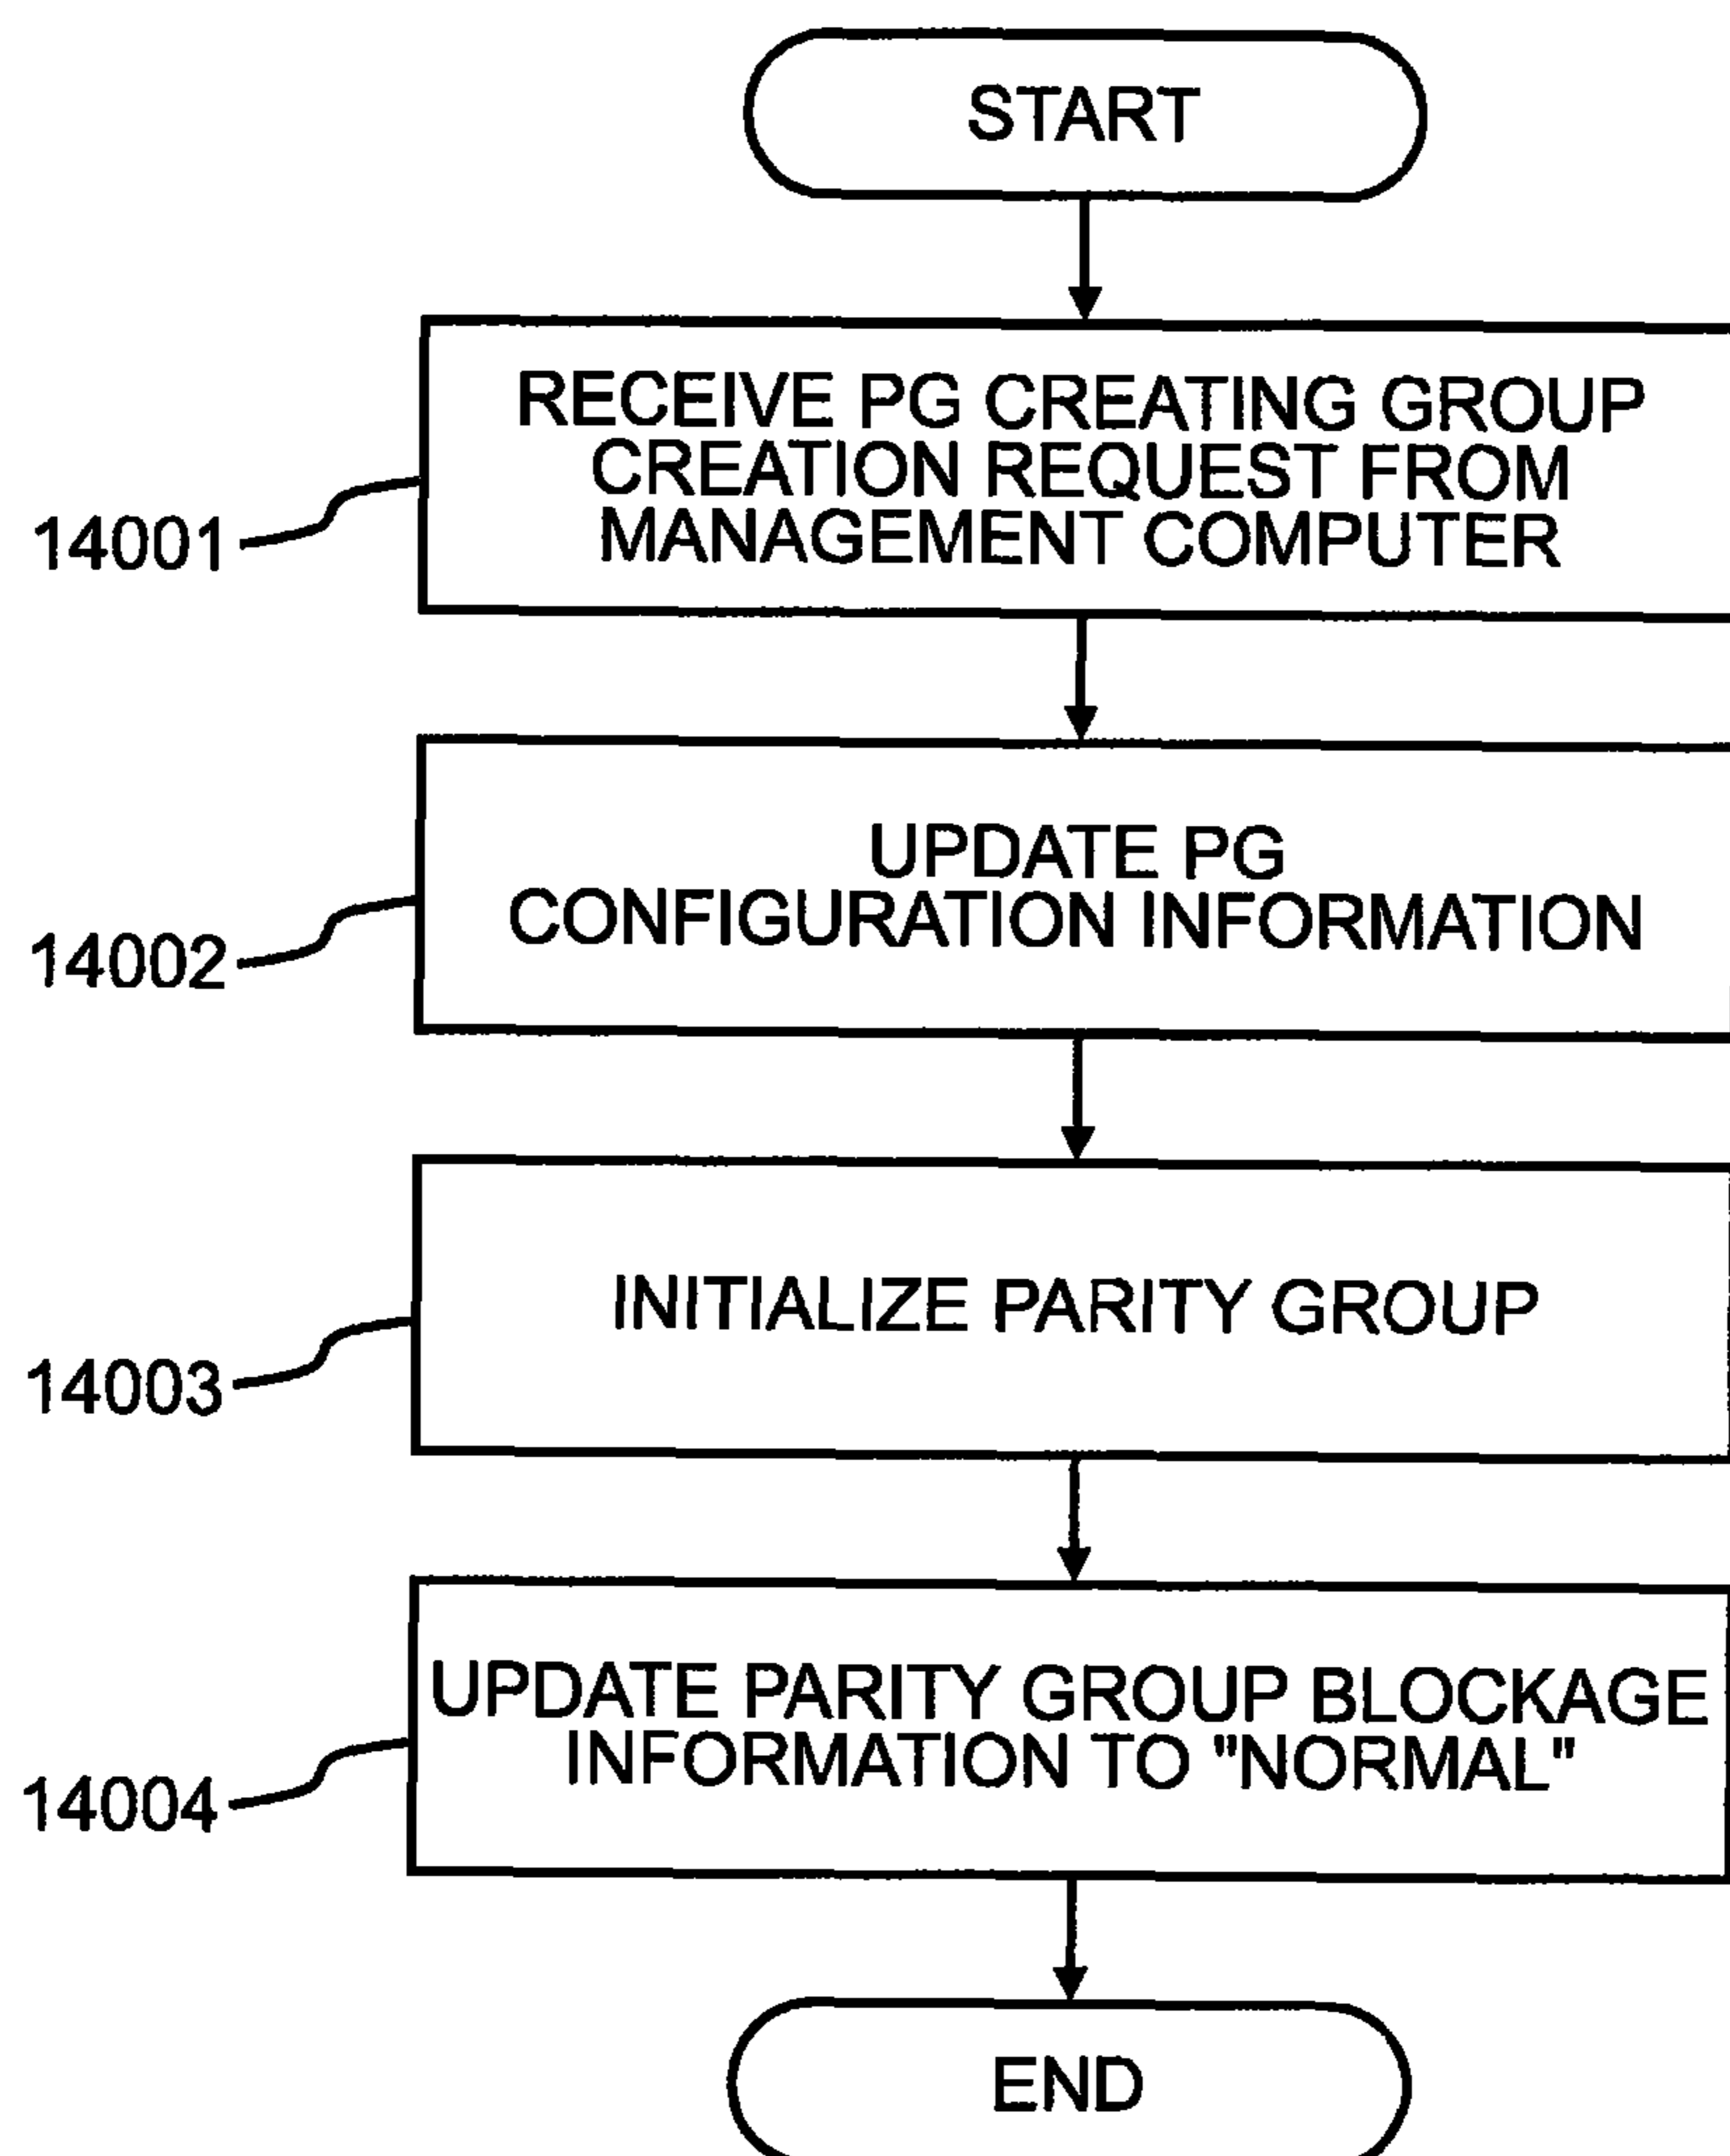 START
RECEIVE PG CREATING GROUP
CREATION REQUEST FROM
MANAGEMENT COMPUTER
14001
UPDATE PG
CONFIGURATION INFORMATION
14002
INITIALIZE PARITY GROUP
14003
UPDATE PARITY GROUP BLOCKAGE
INFORMATION TO "NORMAL"
14004
END